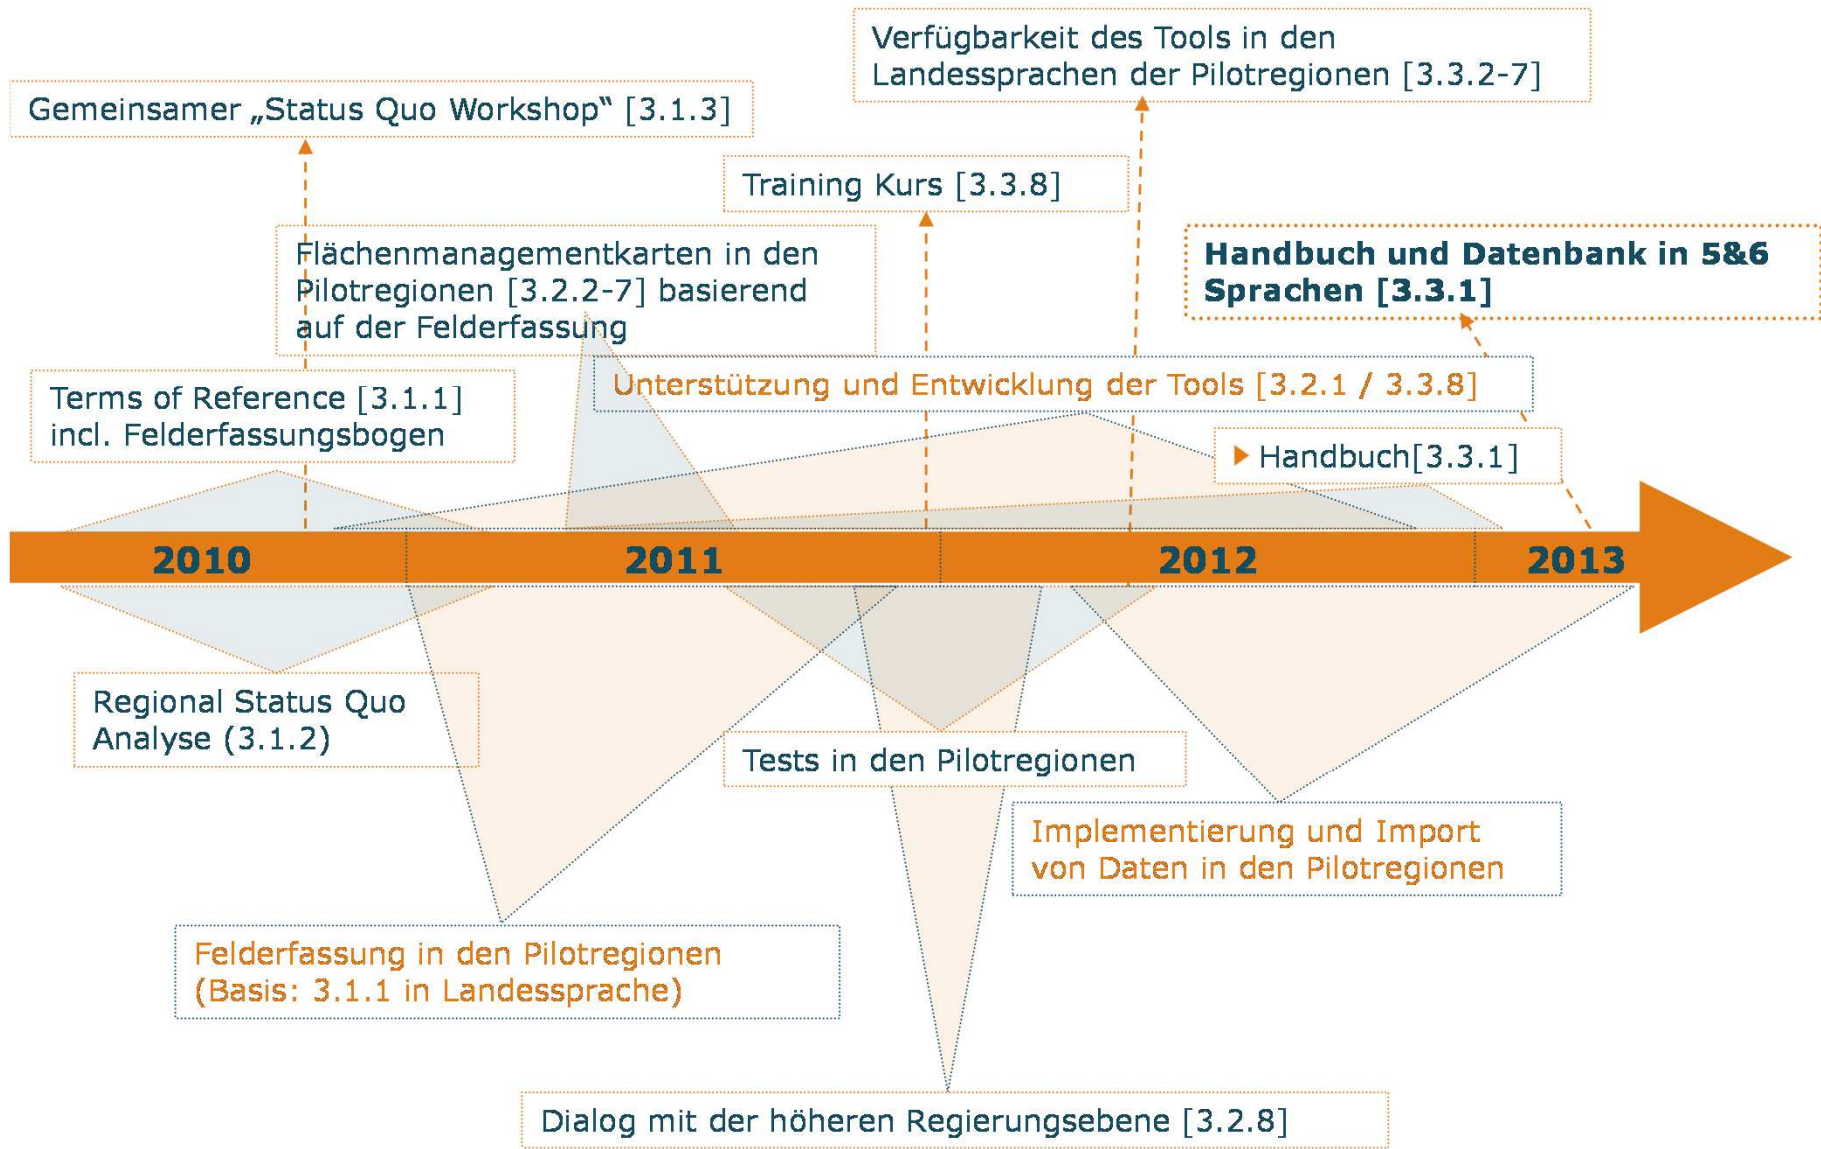 Verfügbarkeit des Tools in den
Landessprachen der Pilotregionen [3.3.2-7]
Gemeinsamer „Status Quo Workshop“ [3.1.3]
Training Kurs [3.3.8]
Flächenmanagementkarten in den
Pilotregionen [3.2.2-7] basierend
auf der Felderfassung
Handbuch und Datenbank in 5&6
Sprachen [3.3.1]
Unterstützung und Entwicklung der Tools [3.2.1 / 3.3.8]
Terms of Reference [3.1.1]
incl. Felderfassungsbogen
Handbuch[3.3.1]
2010 2011 2012 2013
Regional Status Quo
Analyse (3.1.2)
Tests in den Pilotregionen
Implementierung und Import
von Daten in den Pilotregionen
Felderfassung in den Pilotregionen
(Basis: 3.1.1 in Landessprache)
Dialog mit der höheren Regierungsebene [3.2.8]